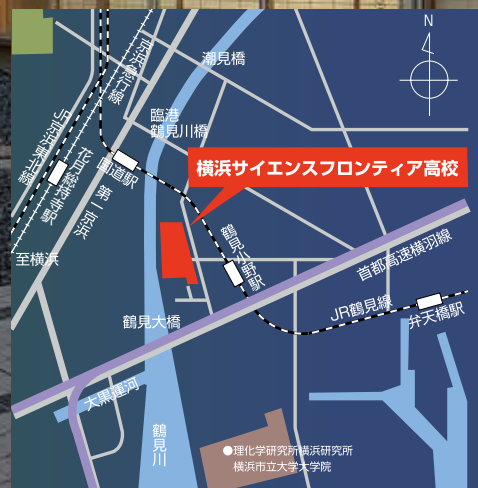 N
潮見橋
京浜急行線
臨港
鶴見川橋
JR京浜東北線
花月総持寺駅
国道駅
第一京浜
横浜サイエンスフロンティア高校
至横浜
鶴見小野駅
首都高速横羽線
鶴見大橋
JR鶴見線
弁天橋駅
大黒運河
鶴見川
●理化学研究所横浜研究所
横浜市立大学大学院